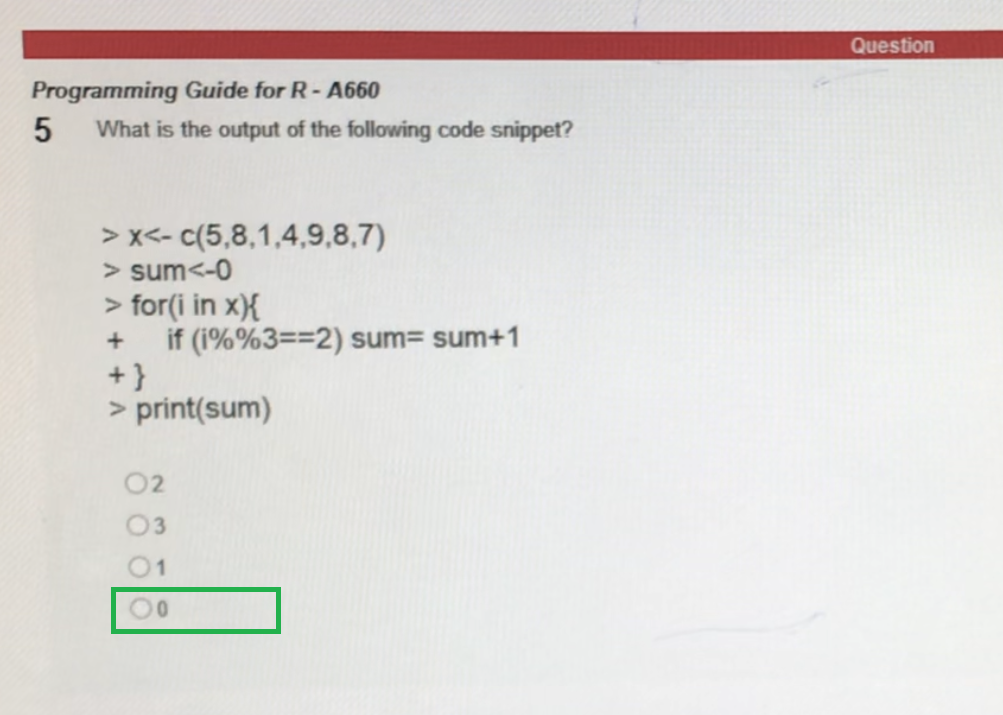 Question
Programming Guide for R - A660
5 What is the output of the following code snippet?
> x<- c(5,8,1,4,9,8,7)
> sum<-0
> for(i in x){
+ if (i%%3==2) sum= sum+1
+ }
> print(sum)
2
3
1
0